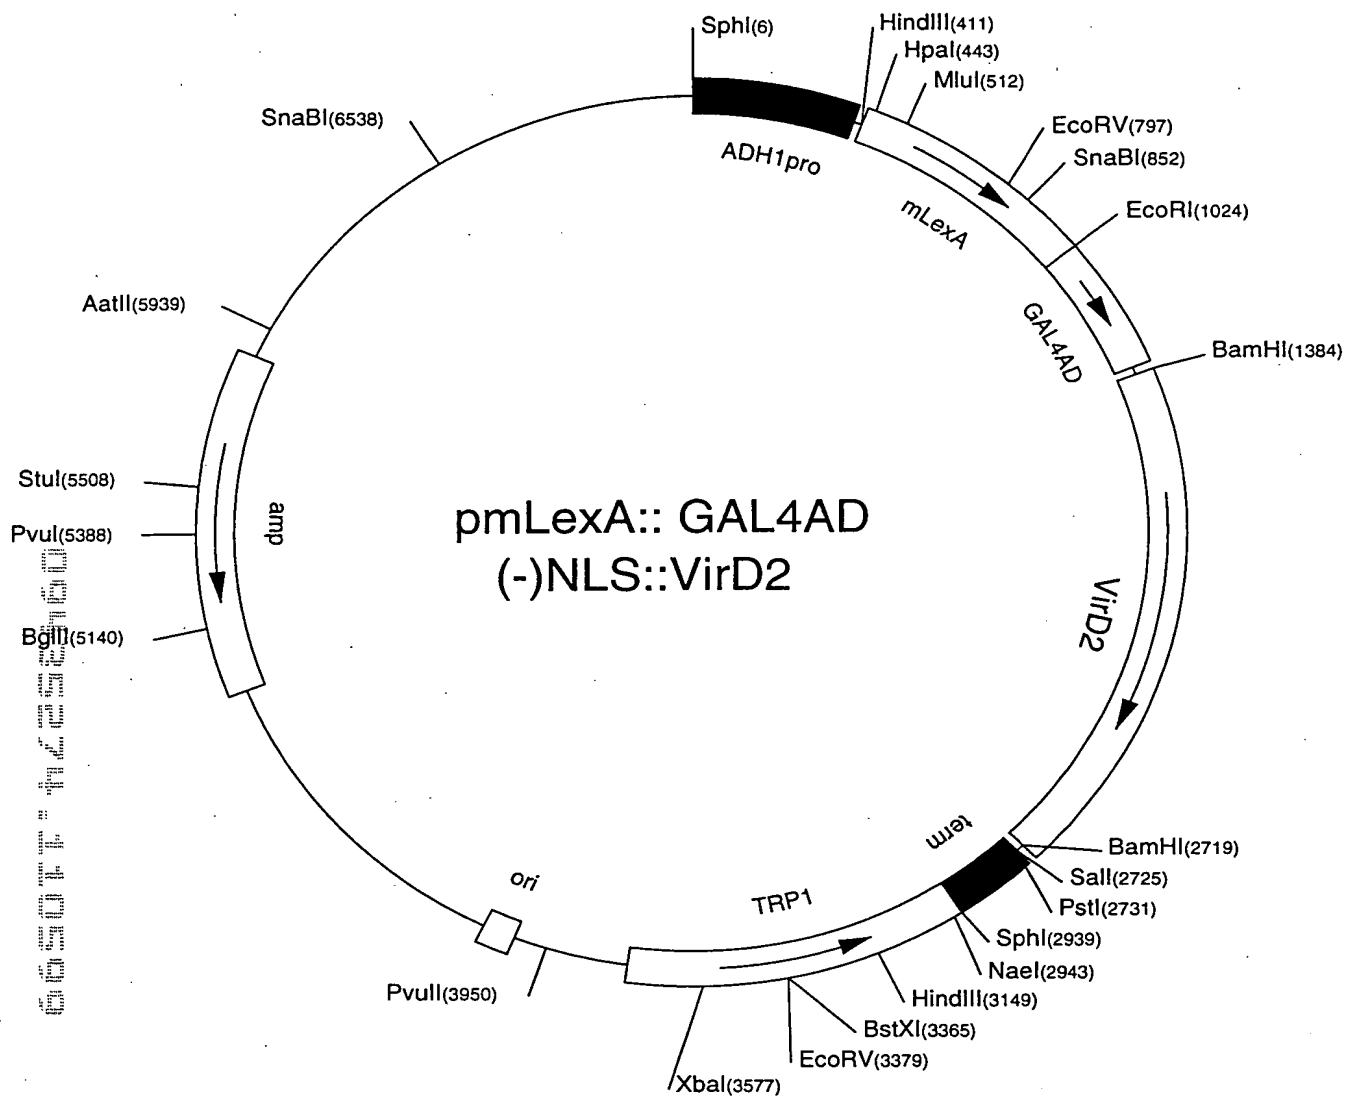 SphI(6)
HindIII(411)
HpaI(443)
MluI(512)
EcoRV(797)
SnaBI(852)
EcoRI(1024)
BamHI(1384)
SnaBI(6538)
AatII(5939)
StuI(5508)
PvuI(5388)
BglII(5140)
ADH1pro
mLexA
GAL4AD
VirD2
amp
pmLexA:: GAL4AD
(-)NLS::VirD2
term
TRP1
ori
BamHI(2719)
SalI(2725)
PstI(2731)
SphI(2939)
NaeI(2943)
HindIII(3149)
BstXI(3365)
EcoRV(3379)
XbaI(3577)
PvuII(3950)